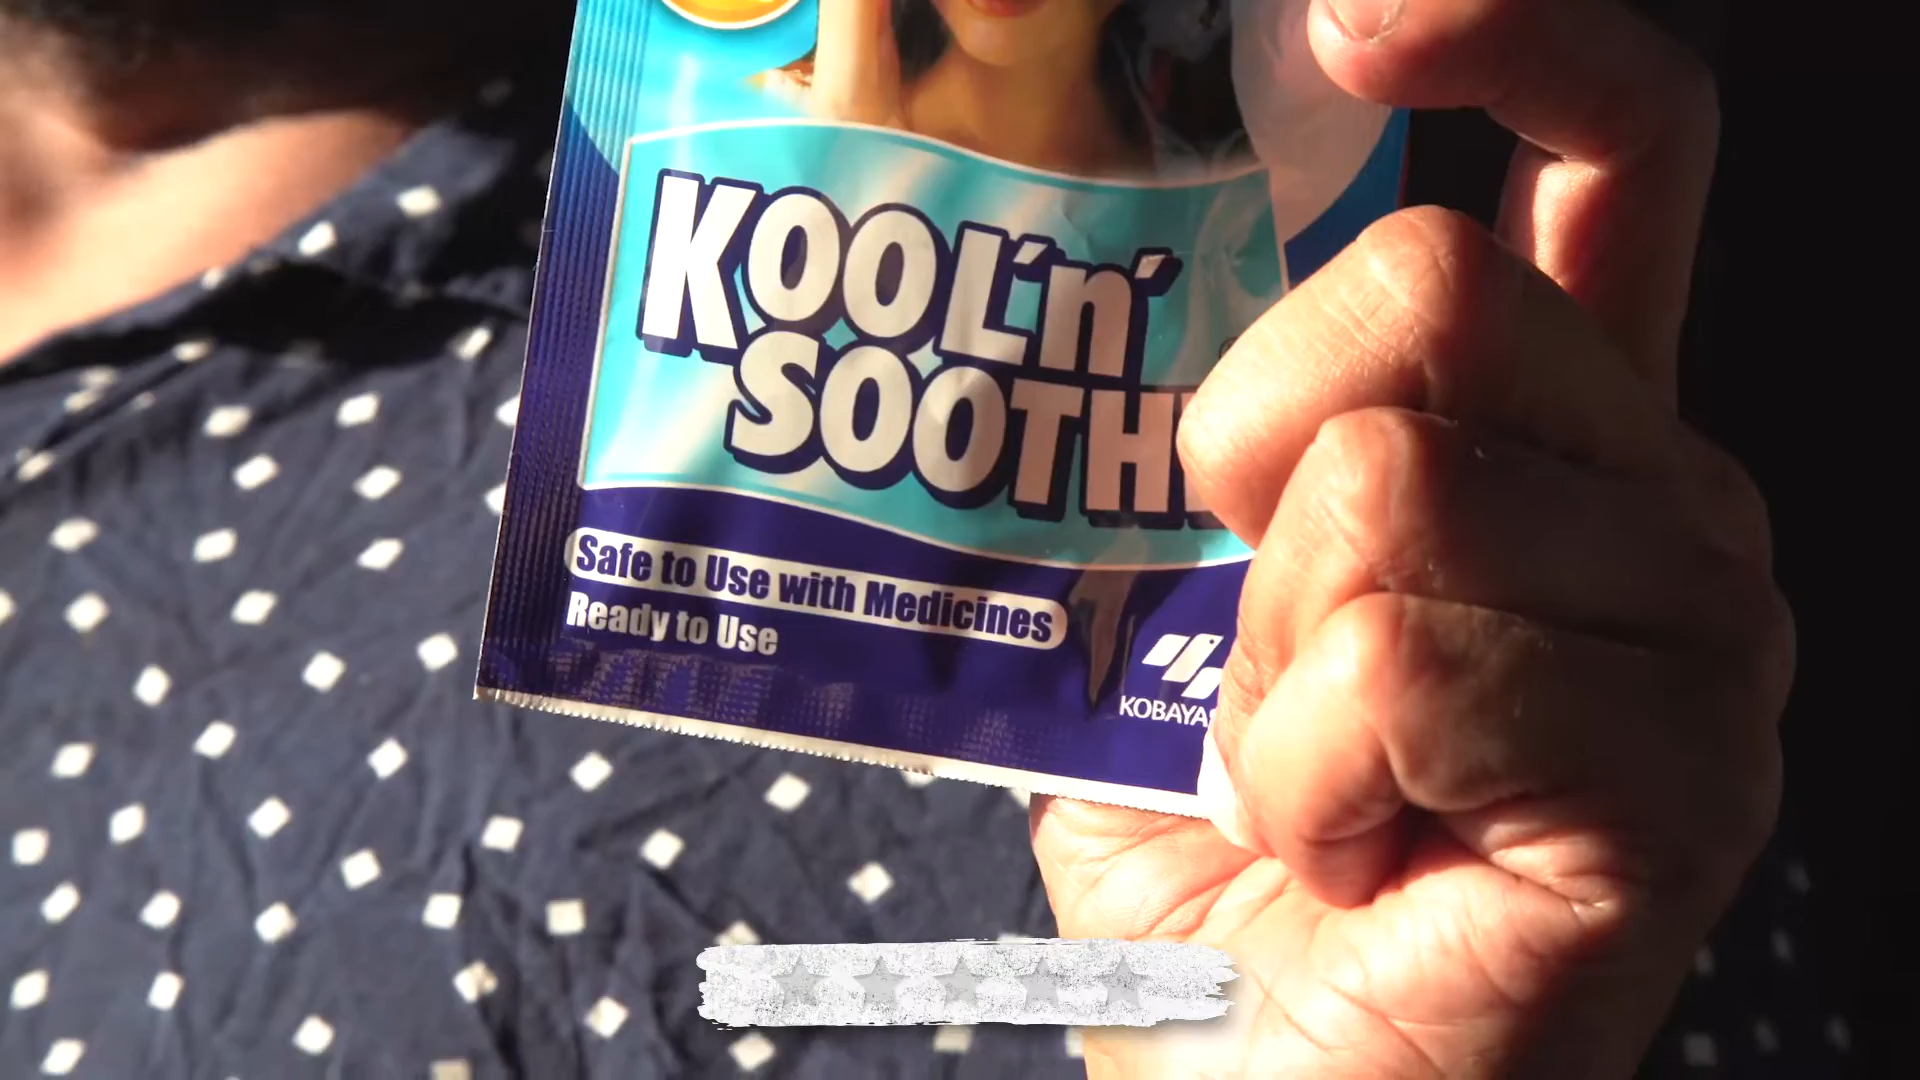 KOOL'n'
SOOTH
Safe to Use with Medicines
Ready to Use
KOBAYA